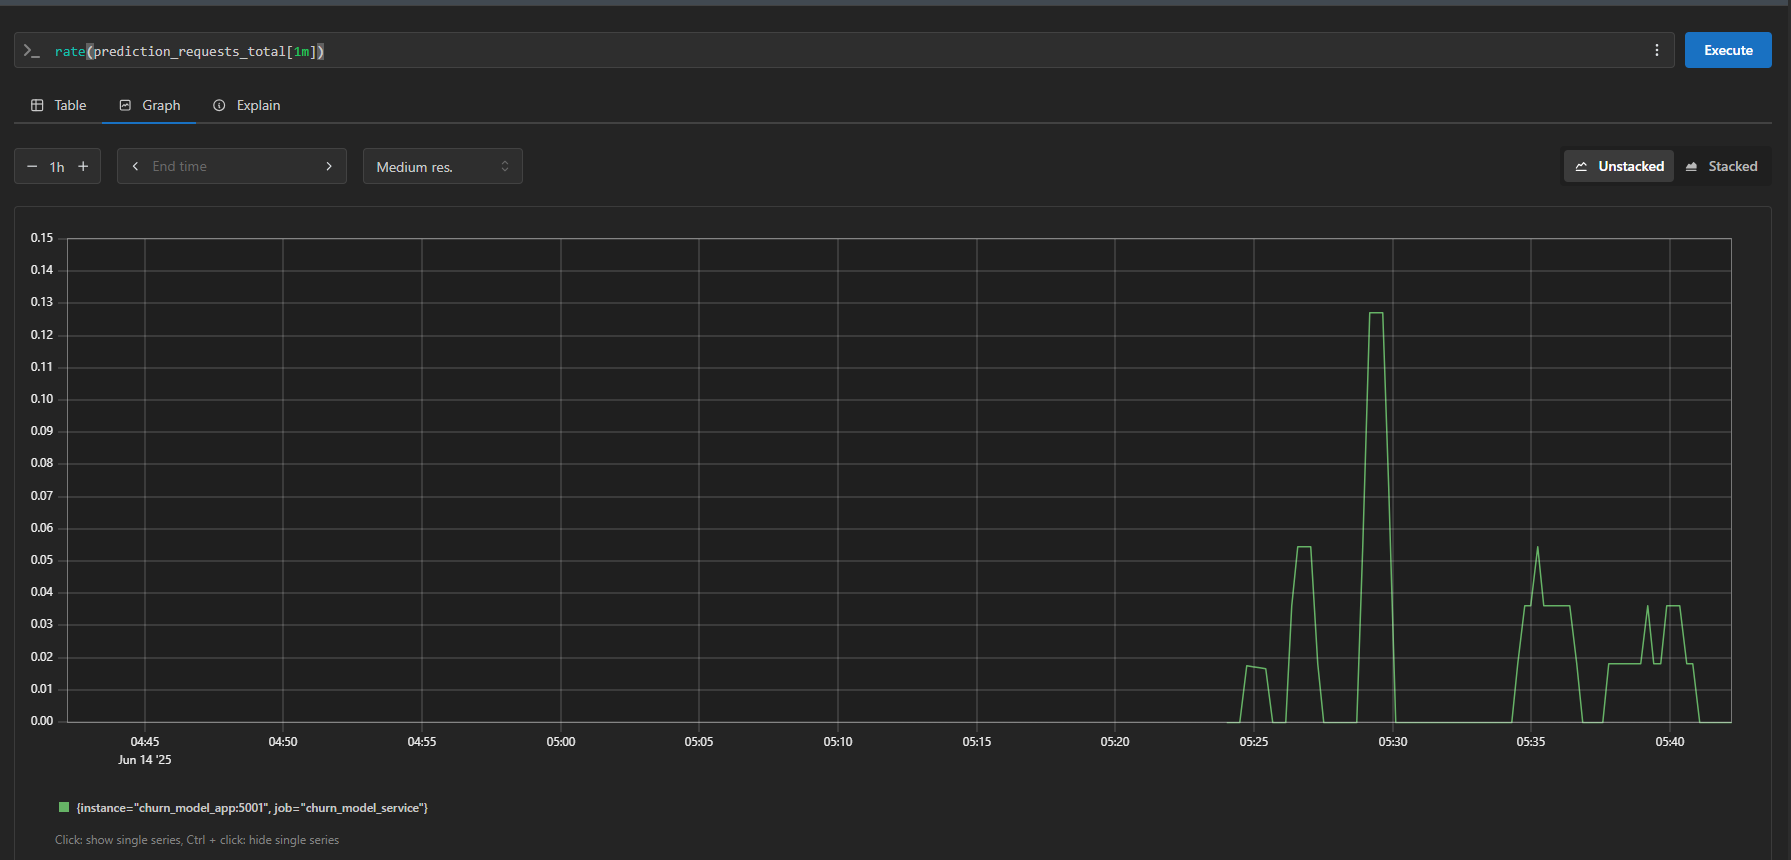 >_ rate(prediction_requests_total[1m])
Execute
Table Graph Explain
− 1h + < End time > Medium res. Unstacked Stacked
0.15
0.14
0.13
0.12
0.11
0.10
0.09
0.08
0.07
0.06
0.05
0.04
0.03
0.02
0.01
0.00
04:45 04:50 04:55 05:00 05:05 05:10 05:15 05:20 05:25 05:30 05:35 05:40
Jun 14 '25
{instance="churn_model_app:5001", job="churn_model_service"}
Click: show single series, Ctrl + click: hide single series